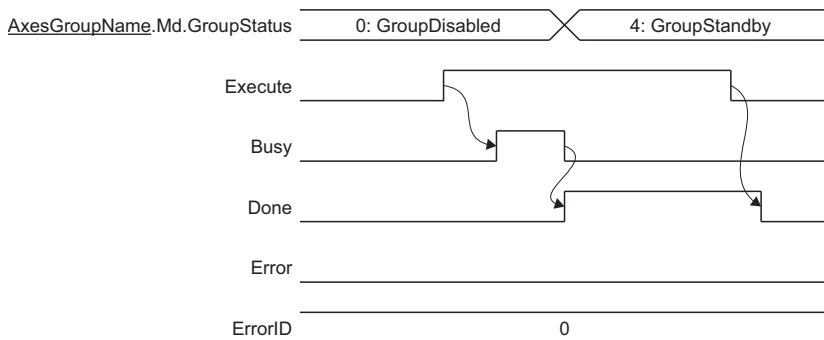 AxesGroupName.Md.GroupStatus 0: GroupDisabled 4: GroupStandby
Execute
Busy
Done
Error
ErrorID 0